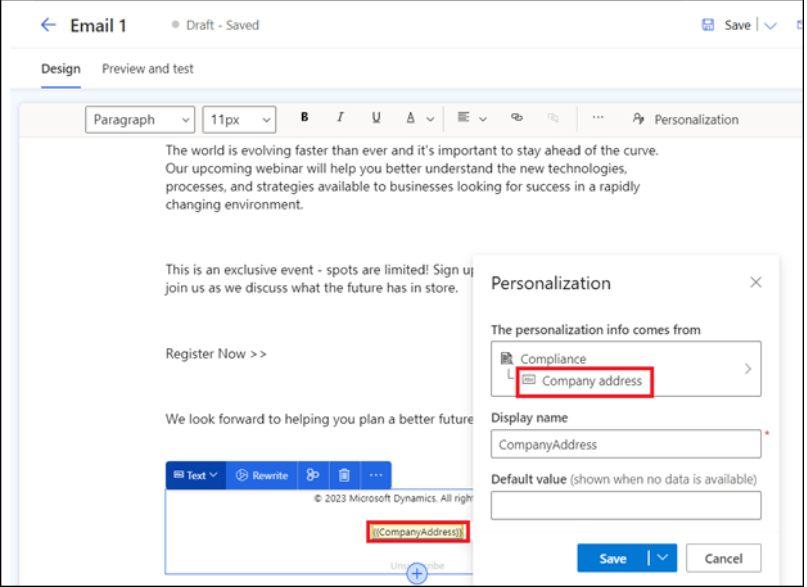 Email 1
Draft - Saved
Save
Design
Preview and test
Paragraph
11px
B
I
U
A
Personalization
The world is evolving faster than ever and it's important to stay ahead of the curve.
Our upcoming webinar will help you better understand the new technologies,
processes, and strategies available to businesses looking for success in a rapidly
changing environment.
This is an exclusive event - spots are limited! Sign up
join us as we discuss what the future has in store.
Register Now >>
We look forward to helping you plan a better future
Text
Rewrite
© 2023 Microsoft Dynamics. All righ
{{CompanyAddress}}
Unsubscribe
Personalization
The personalization info comes from
Compliance
Abc
Company address
Display name
CompanyAddress
*
Default value (shown when no data is available)
Save
Cancel